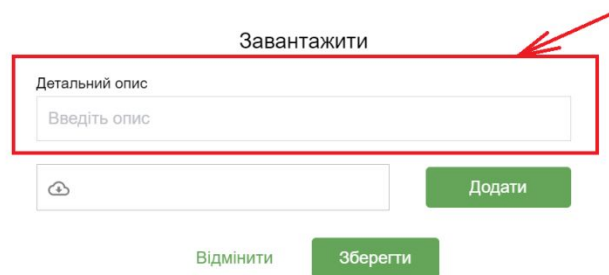 Завантажити
Детальний опис
Введіть опис
Додати
Відмінити Зберегти